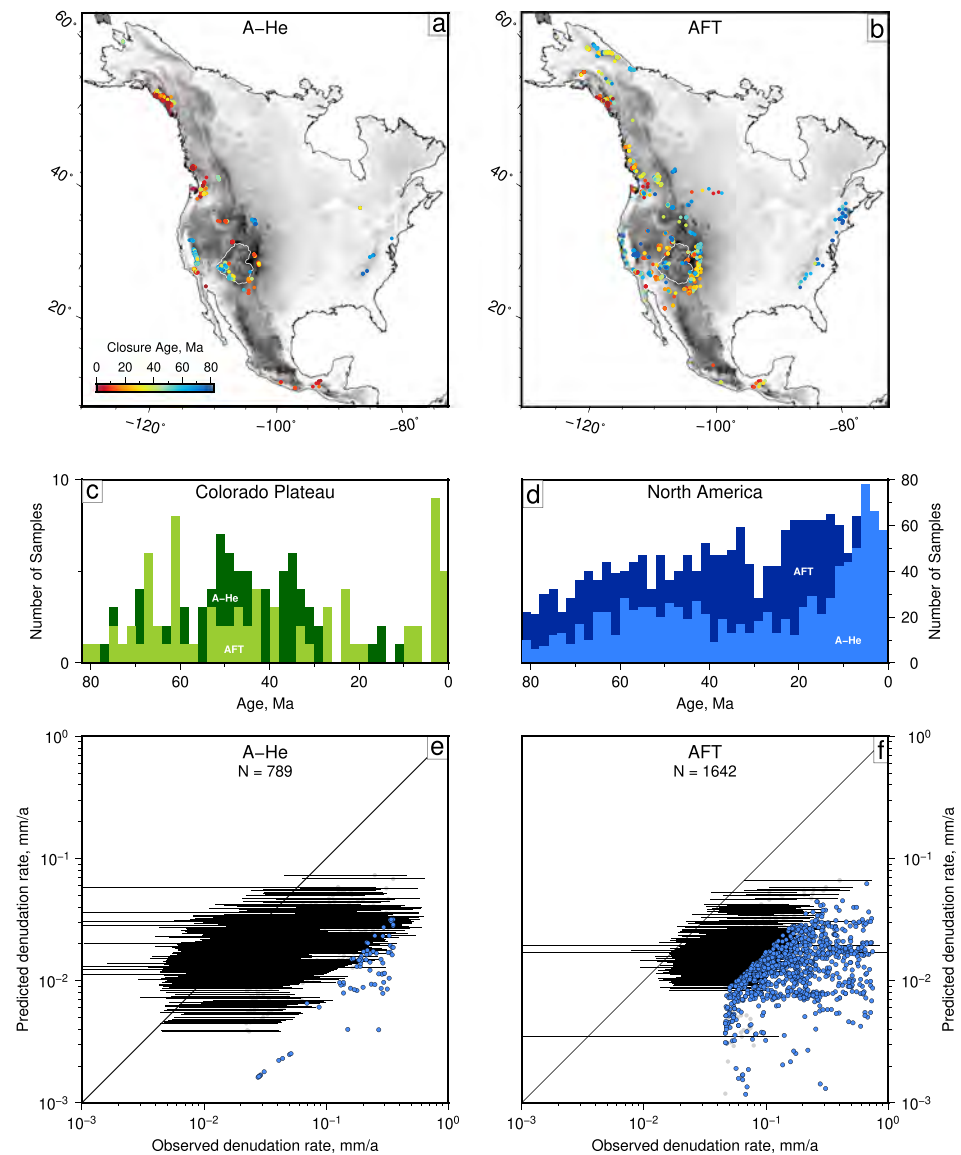 60°
A−He
a
40°
20°
Closure Age, Ma
0 20 40 60 80
−120° −100° −80°
60°
AFT
b
40°
20°
−120° −100° −80°
10
c
Colorado Plateau
Number of Samples
A−He
AFT
0
80 60 40 20 0
Age, Ma
d
North America
80
60
40
20
0
Number of Samples
AFT
A−He
80 60 40 20 0
Age, Ma
10⁰
A−He
e
N = 789
10⁻¹
10⁻²
10⁻³
Predicted denudation rate, mm/a
10⁻³ 10⁻² 10⁻¹ 10⁰
Observed denudation rate, mm/a
AFT
f
N = 1642
10⁰
10⁻¹
10⁻²
10⁻³
Predicted denudation rate, mm/a
10⁻³ 10⁻² 10⁻¹ 10⁰
Observed denudation rate, mm/a